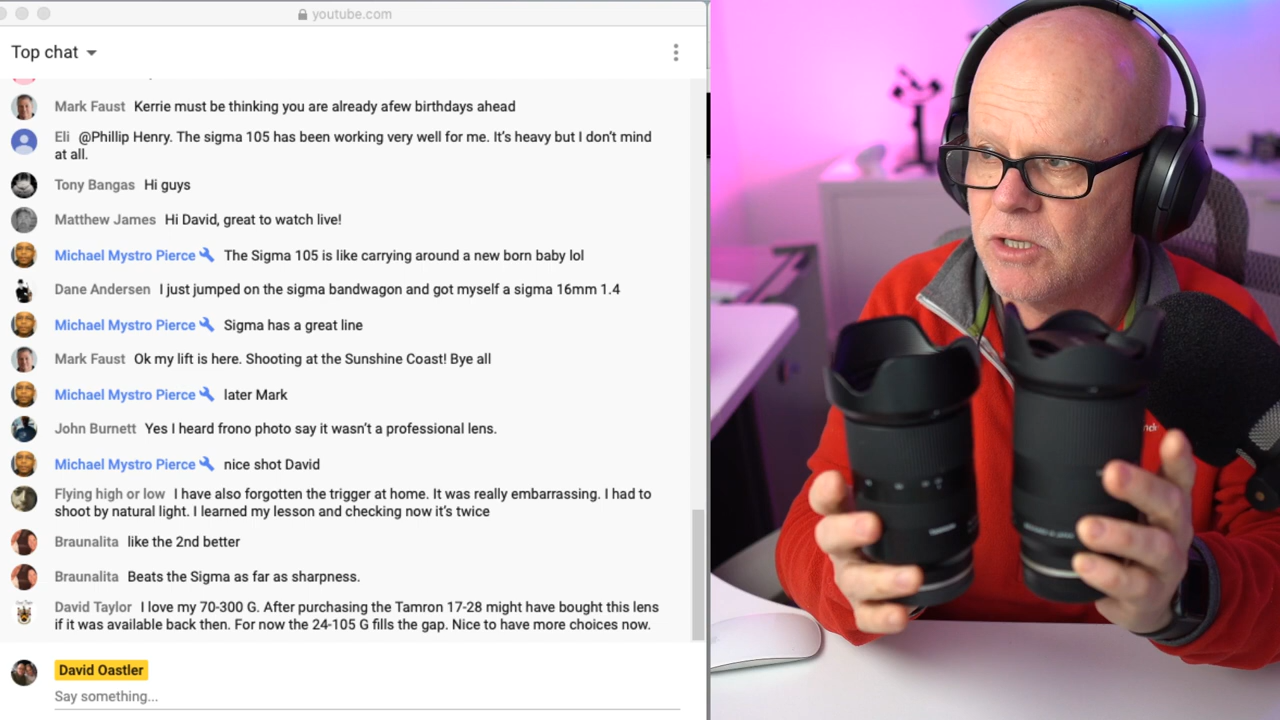 youtube.com
Top chat
Mark Faust Kerrie must be thinking you are already afew birthdays ahead
Eli @Phillip Henry. The sigma 105 has been working very well for me. It's heavy but I don't mind
at all.
Tony Bangas Hi guys
Matthew James Hi David, great to watch live!
Michael Mystro Pierce The Sigma 105 is like carrying around a new born baby lol
Dane Andersen I just jumped on the sigma bandwagon and got myself a sigma 16mm 1.4
Michael Mystro Pierce Sigma has a great line
Mark Faust Ok my lift is here. Shooting at the Sunshine Coast! Bye all
Michael Mystro Pierce later Mark
John Burnett Yes I heard frono photo say it wasn't a professional lens.
Michael Mystro Pierce nice shot David
Flying high or low I have also forgotten the trigger at home. It was really embarrassing. I had to
shoot by natural light. I learned my lesson and checking now it's twice
Braunalita like the 2nd better
Braunalita Beats the Sigma as far as sharpness.
David Taylor I love my 70-300 G. After purchasing the Tamron 17-28 might have bought this lens
if it was available back then. For now the 24-105 G fills the gap. Nice to have more choices now.
David Oastler
Say something...
TAMRON